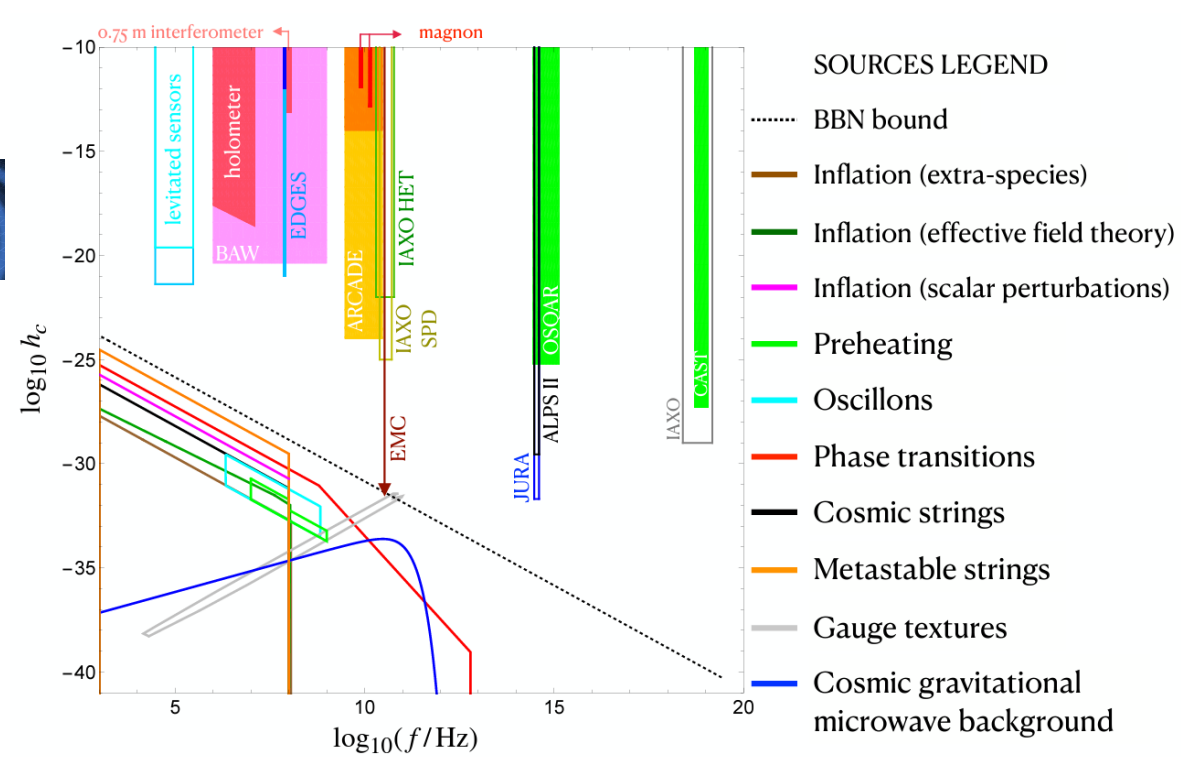 0.75 m interferometer
magnon
−10
−15
−20
−25
−30
−35
−40
log₁₀ h꜀
levitated sensors
holometer
BAW
EDGES
ARCADE
IAXO HET
IAXO
SPD
EMC
OSQAR
ALPS II
JURA
IAXO
CAST
5
10
15
20
log₁₀(f/Hz)
SOURCES LEGEND
BBN bound
Inflation (extra-species)
Inflation (effective field theory)
Inflation (scalar perturbations)
Preheating
Oscillons
Phase transitions
Cosmic strings
Metastable strings
Gauge textures
Cosmic gravitational
microwave background